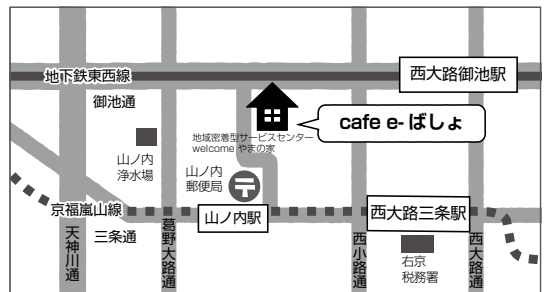 地下鉄東西線
西大路御池駅
御池通
cafe e-ばしょ
地域密着型サービスセンター
welcome やまの家
山ノ内
浄水場
山ノ内
郵便局
京福嵐山線
山ノ内駅
西大路三条駅
三条通
天神川通
葛野大路通
西小路通
右京
税務署
西大路通